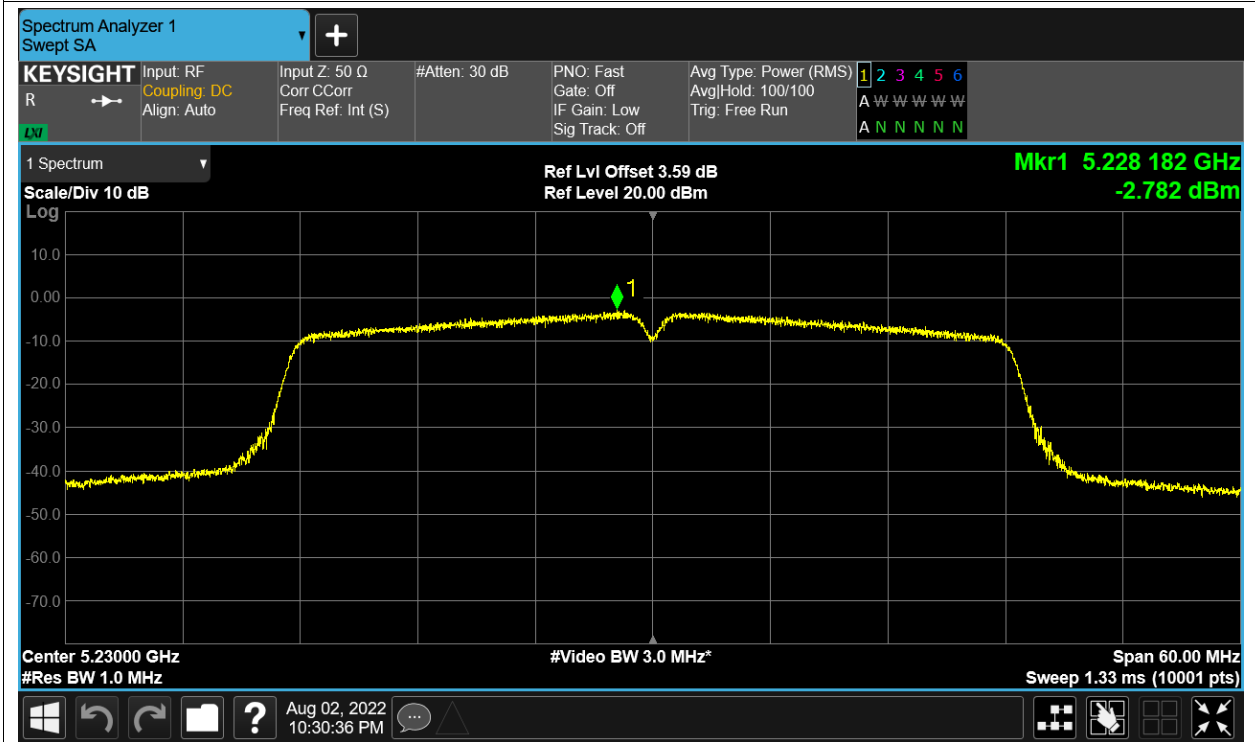 Spectrum Analyzer 1
Swept SA
+
KEYSIGHT
R
LXI
Input: RF
Coupling: DC
Align: Auto
Input Z: 50 Ω
Corr CCorr
Freq Ref: Int (S)
#Atten: 30 dB
PNO: Fast
Gate: Off
IF Gain: Low
Sig Track: Off
Avg Type: Power (RMS)
Avg|Hold: 100/100
Trig: Free Run
1 2 3 4 5 6
A W W W W W
A N N N N N
1 Spectrum
Scale/Div 10 dB
Log
Ref Lvl Offset 3.59 dB
Ref Level 20.00 dBm
Mkr1 5.228 182 GHz
-2.782 dBm
10.0
0.00
-10.0
-20.0
-30.0
-40.0
-50.0
-60.0
-70.0
1
Center 5.23000 GHz
#Res BW 1.0 MHz
#Video BW 3.0 MHz*
Span 60.00 MHz
Sweep 1.33 ms (10001 pts)
?
Aug 02, 2022
10:30:36 PM